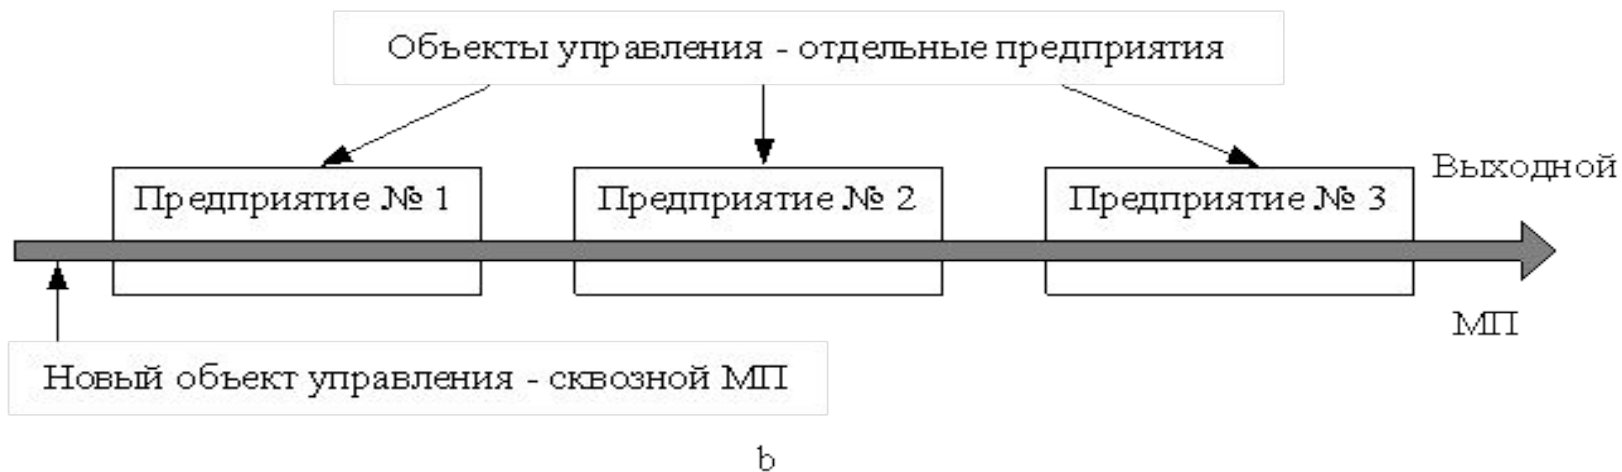 Объекты управления - отдельные предприятия
Выходной
Предприятие № 1
Предприятие № 2
Предприятие № 3
МП
Новый объект управления - сквозной МП
b